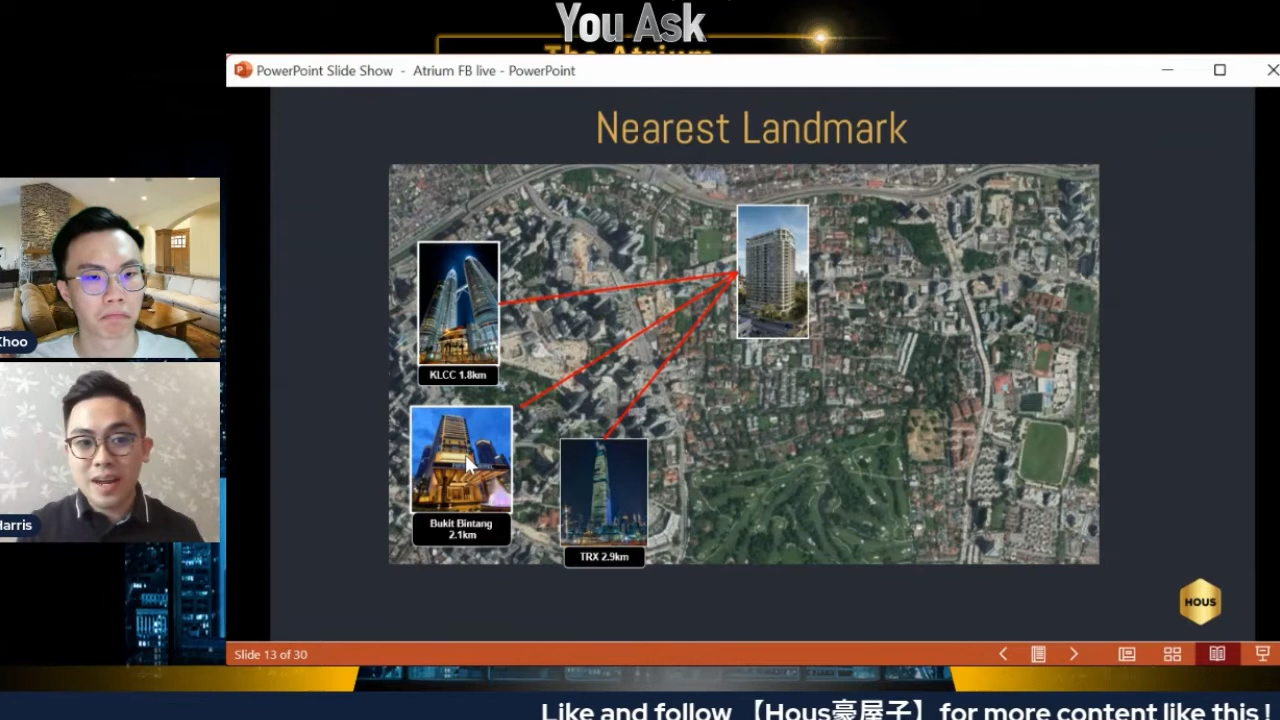 You Ask
The Atrium
PowerPoint Slide Show - Atrium FB live - PowerPoint
Nearest Landmark
KLCC 1.8km
Khoo
Bukit Bintang
2.1km
Harris
TRX 2.9km
HOUS
Slide 13 of 30
Like and follow 【Hous豪屋子】for more content like this !